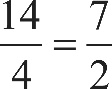 14/4 = 7/2